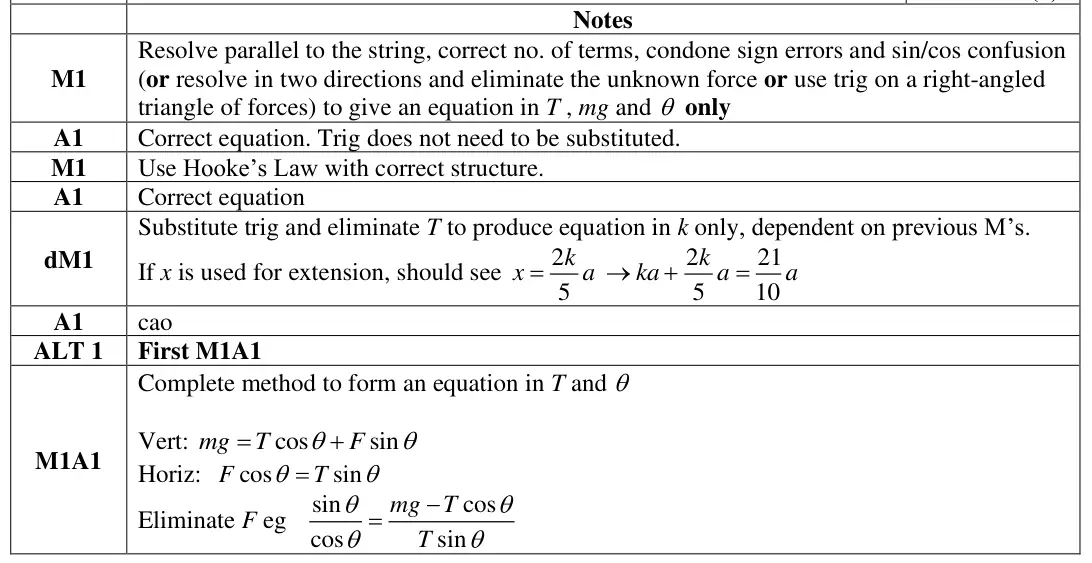 Notes
M1
Resolve parallel to the string, correct no. of terms, condone sign errors and sin/cos confusion
(or resolve in two directions and eliminate the unknown force or use trig on a right-angled
triangle of forces) to give an equation in T , mg and θ only
A1 Correct equation. Trig does not need to be substituted.
M1 Use Hooke’s Law with correct structure.
A1 Correct equation
dM1
Substitute trig and eliminate T to produce equation in k only, dependent on previous M’s.
If x is used for extension, should see x = 2k/5 a → ka + 2k/5 a = 21/10 a
A1 cao
ALT 1 First M1A1
M1A1
Complete method to form an equation in T and θ
Vert: mg = T cos θ + F sin θ
Horiz: F cos θ = T sin θ
Eliminate F eg sin θ / cos θ = mg − T cos θ / T sin θ